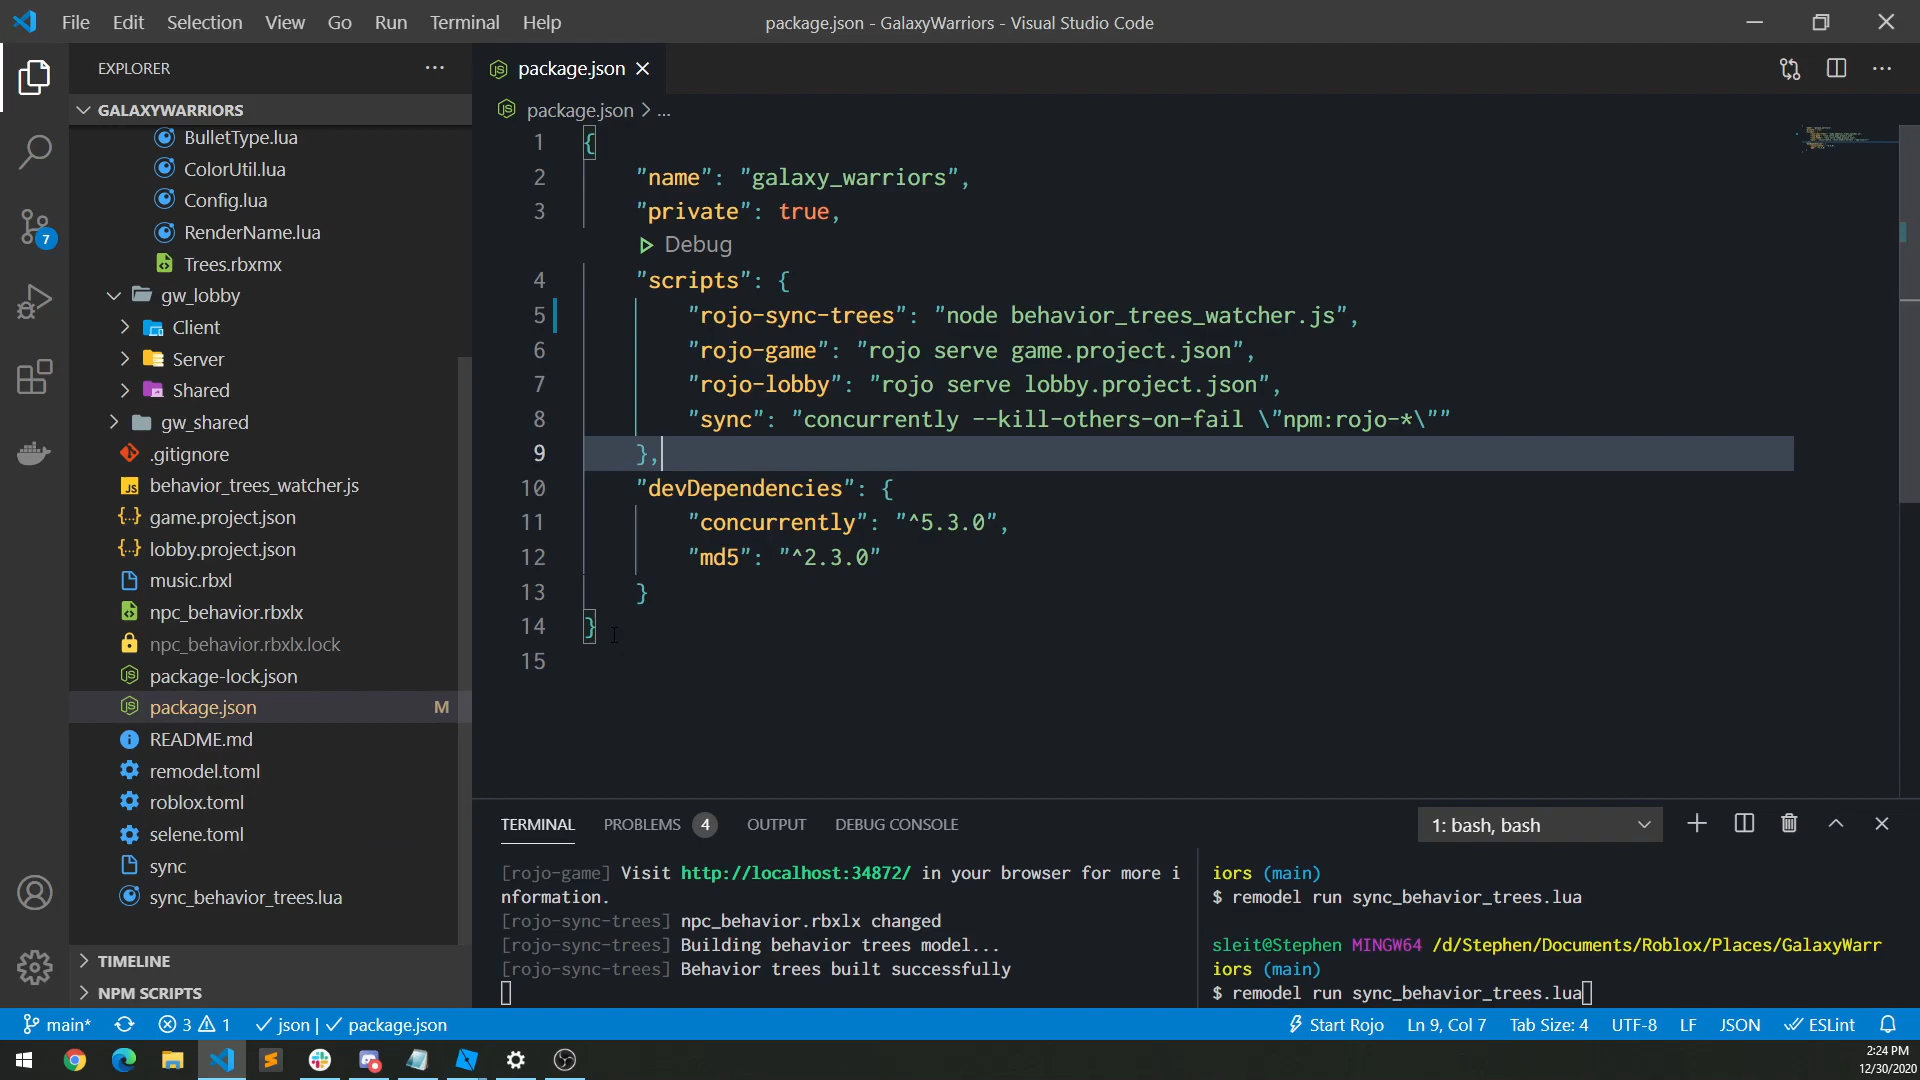 File Edit Selection View Go Run Terminal Help
package.json - GalaxyWarriors - Visual Studio Code
EXPLORER
GALAXYWARRIORS
BulletType.lua
ColorUtil.lua
Config.lua
RenderName.lua
Trees.rbxmx
gw_lobby
Client
Server
Shared
gw_shared
.gitignore
JS behavior_trees_watcher.js
{..} game.project.json
{..} lobby.project.json
music.rbxl
npc_behavior.rbxlx
npc_behavior.rbxlx.lock
package-lock.json
package.json M
README.md
remodel.toml
roblox.toml
selene.toml
sync
sync_behavior_trees.lua
TIMELINE
NPM SCRIPTS
7
package.json
package.json > ...
1 {
2 "name": "galaxy_warriors",
3 "private": true,
Debug
4 "scripts": {
5 "rojo-sync-trees": "node behavior_trees_watcher.js",
6 "rojo-game": "rojo serve game.project.json",
7 "rojo-lobby": "rojo serve lobby.project.json",
8 "sync": "concurrently --kill-others-on-fail \"npm:rojo-*\""
9 },
10 "devDependencies": {
11 "concurrently": "^5.3.0",
12 "md5": "^2.3.0"
13 }
14 }
15
TERMINAL PROBLEMS 4 OUTPUT DEBUG CONSOLE
1: bash, bash
[rojo-game] Visit http://localhost:34872/ in your browser for more i
nformation.
[rojo-sync-trees] npc_behavior.rbxlx changed
[rojo-sync-trees] Building behavior trees model...
[rojo-sync-trees] Behavior trees built successfully
iors (main)
$ remodel run sync_behavior_trees.lua
sleit@Stephen MINGW64 /d/Stephen/Documents/Roblox/Places/GalaxyWarr
iors (main)
$ remodel run sync_behavior_trees.lua
main* 3 1 json | package.json
Start Rojo Ln 9, Col 7 Tab Size: 4 UTF-8 LF JSON ESLint
2:24 PM
12/30/2020